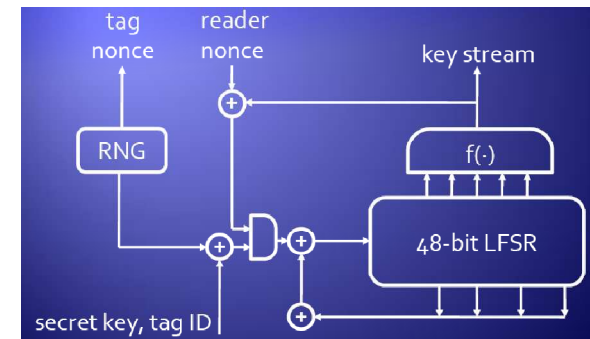 tag
nonce
reader
nonce
key stream
RNG
f(·)
+
+
+
48-bit LFSR
+
secret key, tag ID